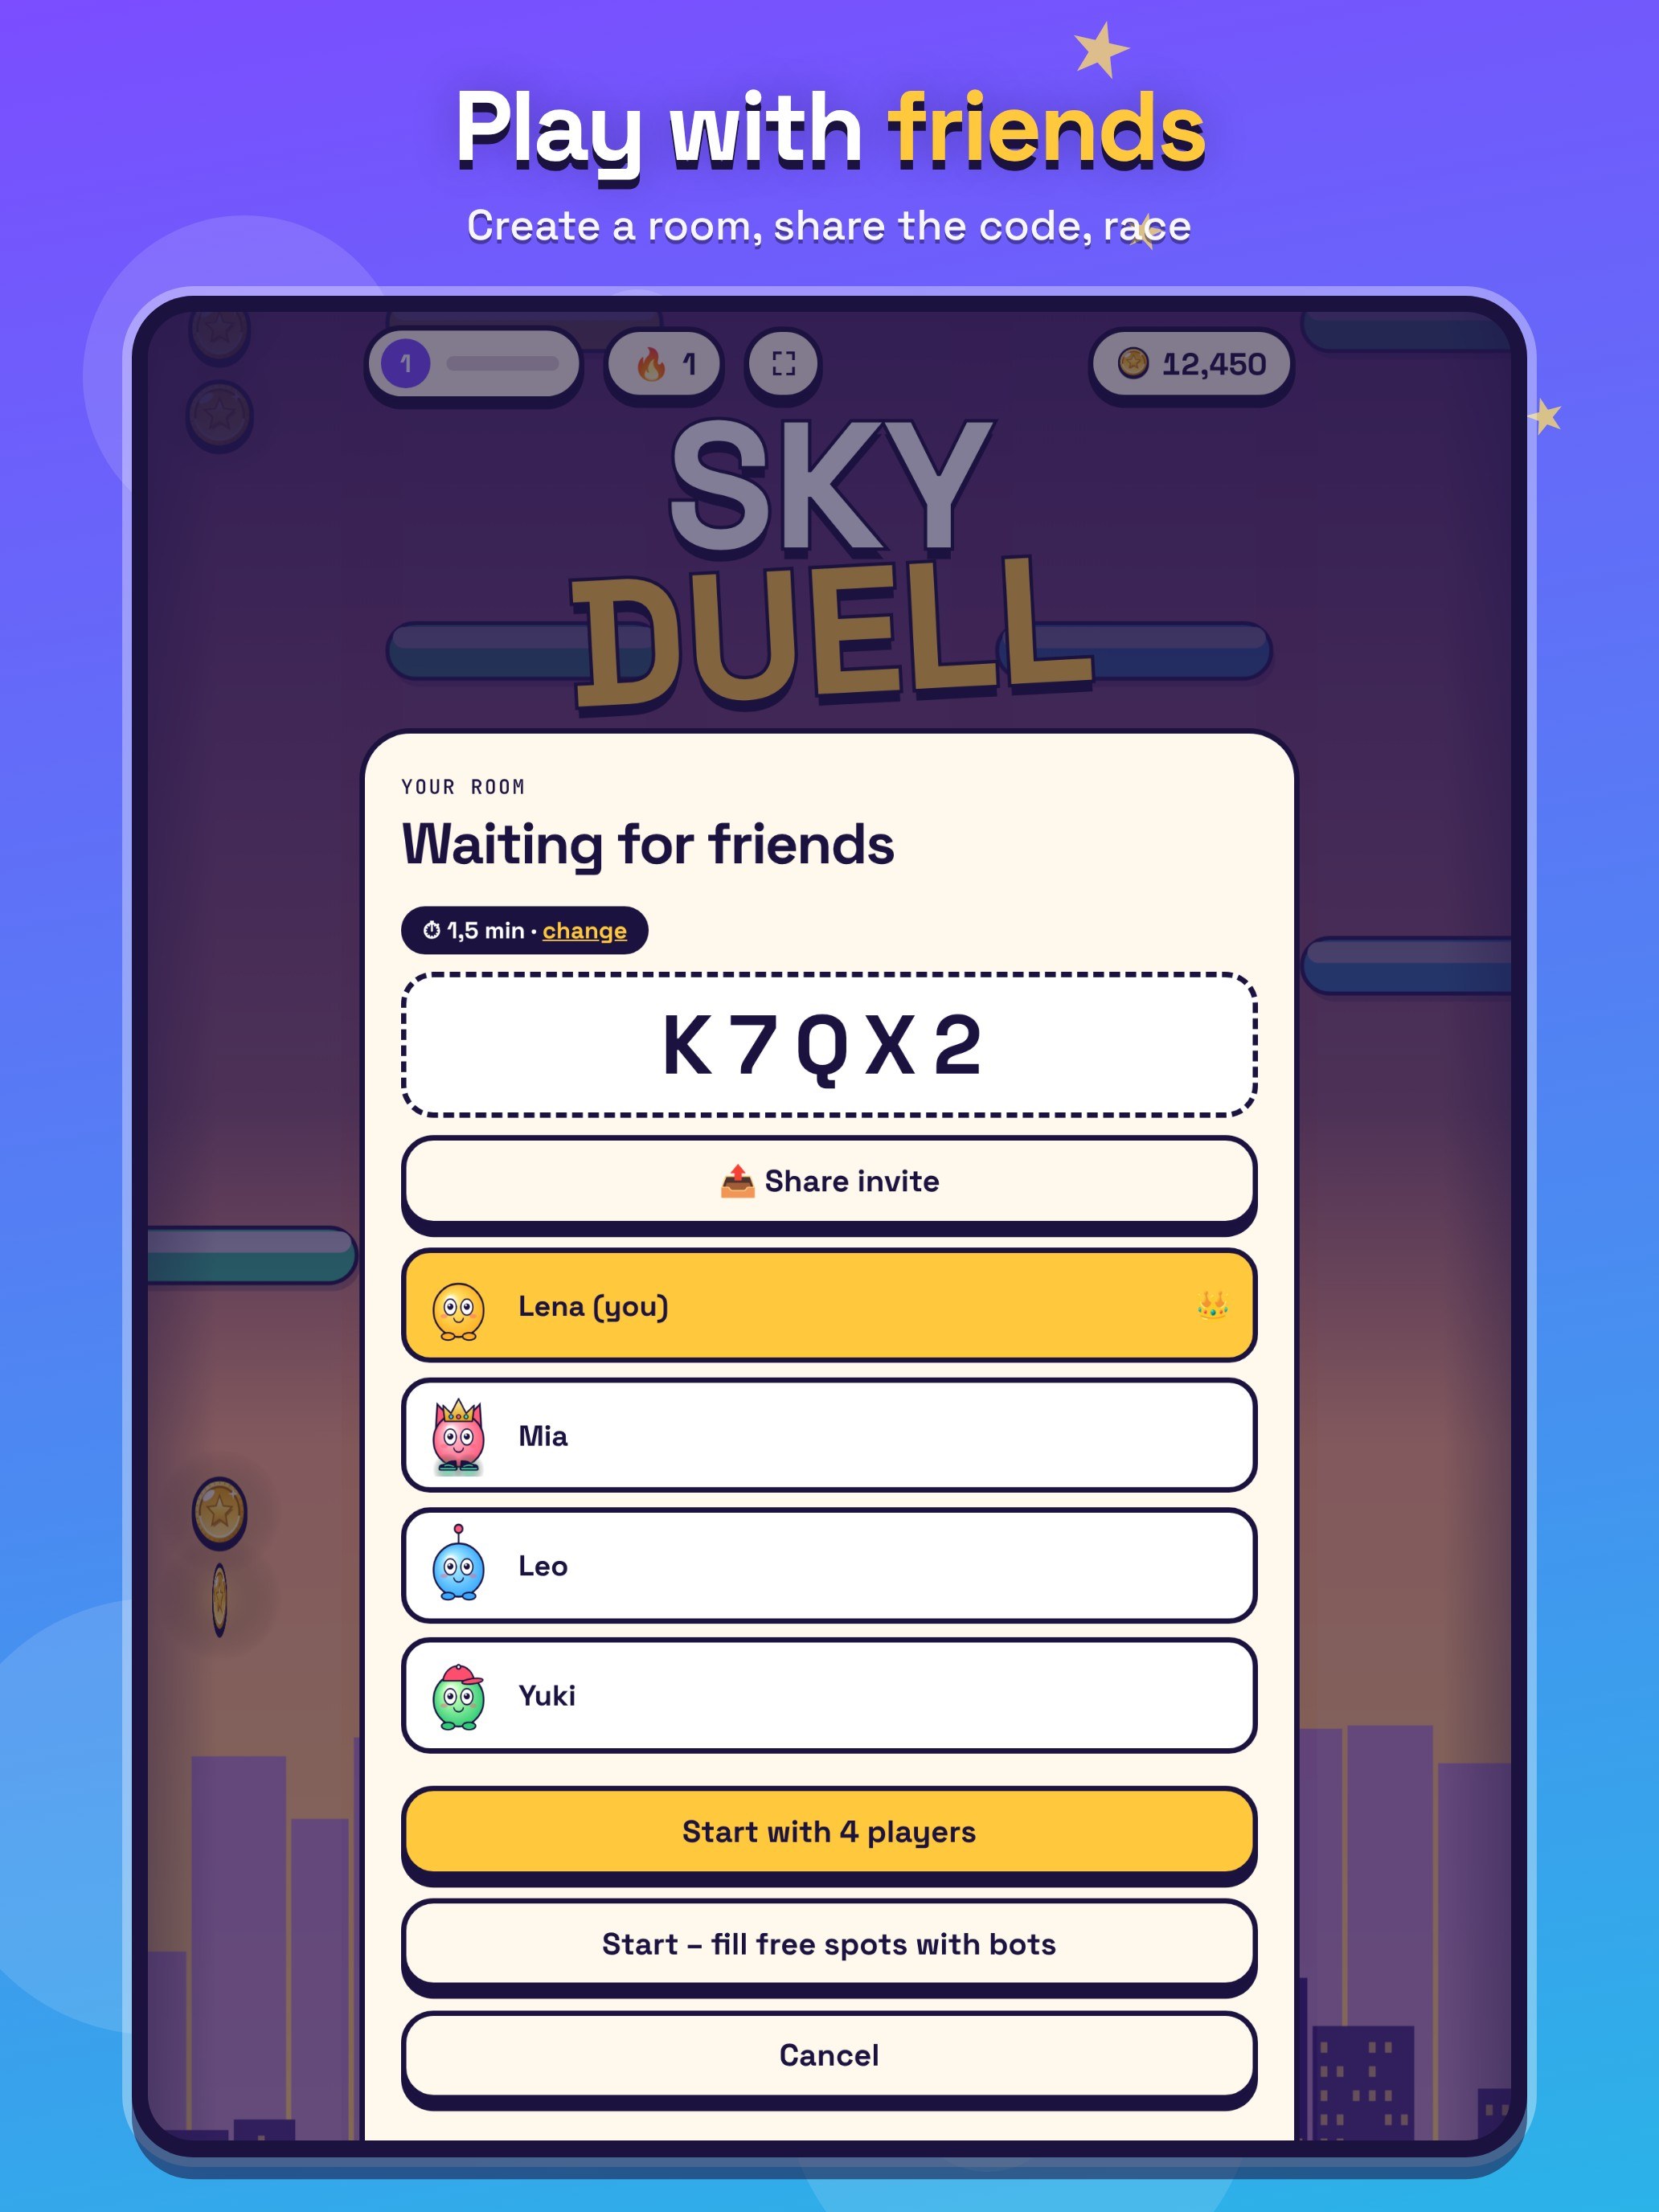 Play with friends
Create a room, share the code, race
1
🔥 1
12,450
SKY
DUELL
YOUR ROOM
Waiting for friends
⏱ 1,5 min · change
K7QX2
📤 Share invite
Lena (you) 👑
Mia
Leo
Yuki
Start with 4 players
Start – fill free spots with bots
Cancel